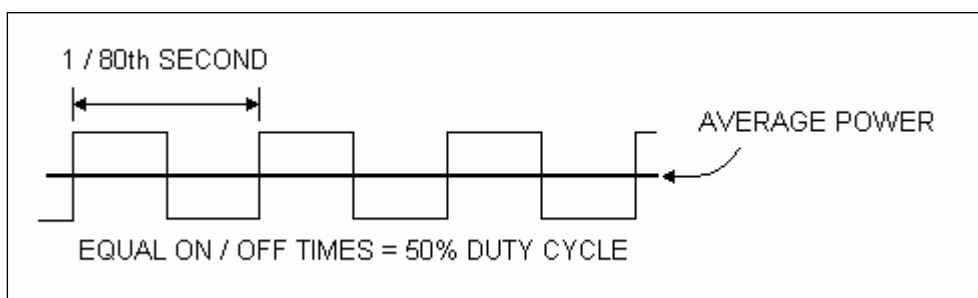 1 / 80th SECOND
AVERAGE POWER
EQUAL ON / OFF TIMES = 50% DUTY CYCLE